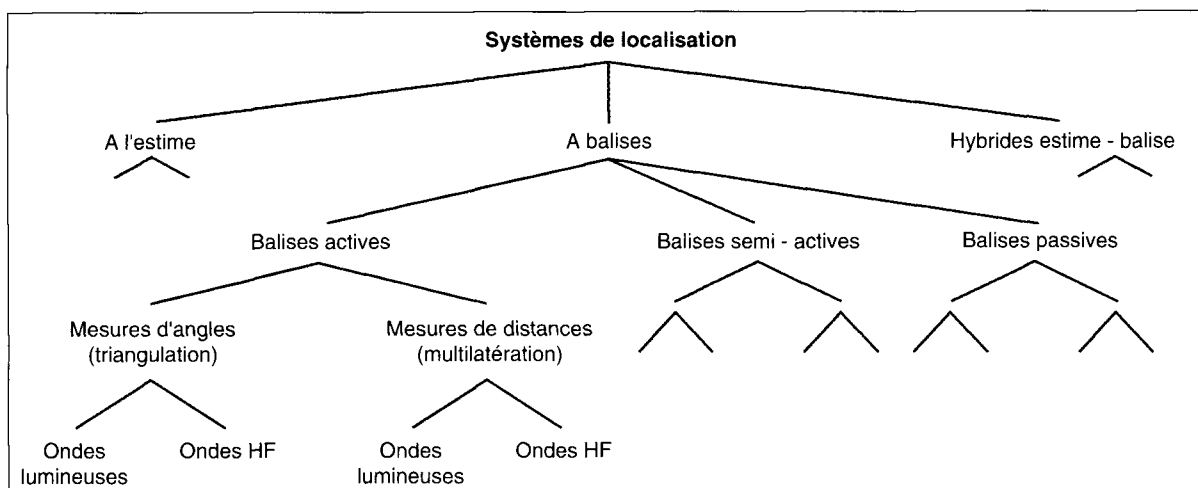 Systèmes de localisation
A l'estime
A balises
Hybrides estime - balise
Balises actives
Balises semi - actives
Balises passives
Mesures d'angles
(triangulation)
Mesures de distances
(multilatération)
Ondes
lumineuses
Ondes HF
Ondes
lumineuses
Ondes HF